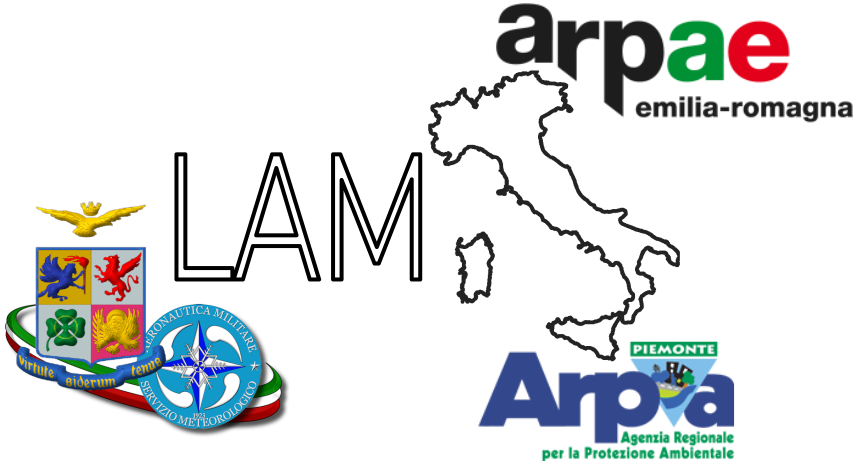 arpae
emilia-romagna
LAM
virtute siderum tenus
AERONAUTICA MILITARE
SERVIZIO METEOROLOGICO
1925
PIEMONTE
Arpa
Agenzia Regionale
per la Protezione Ambientale